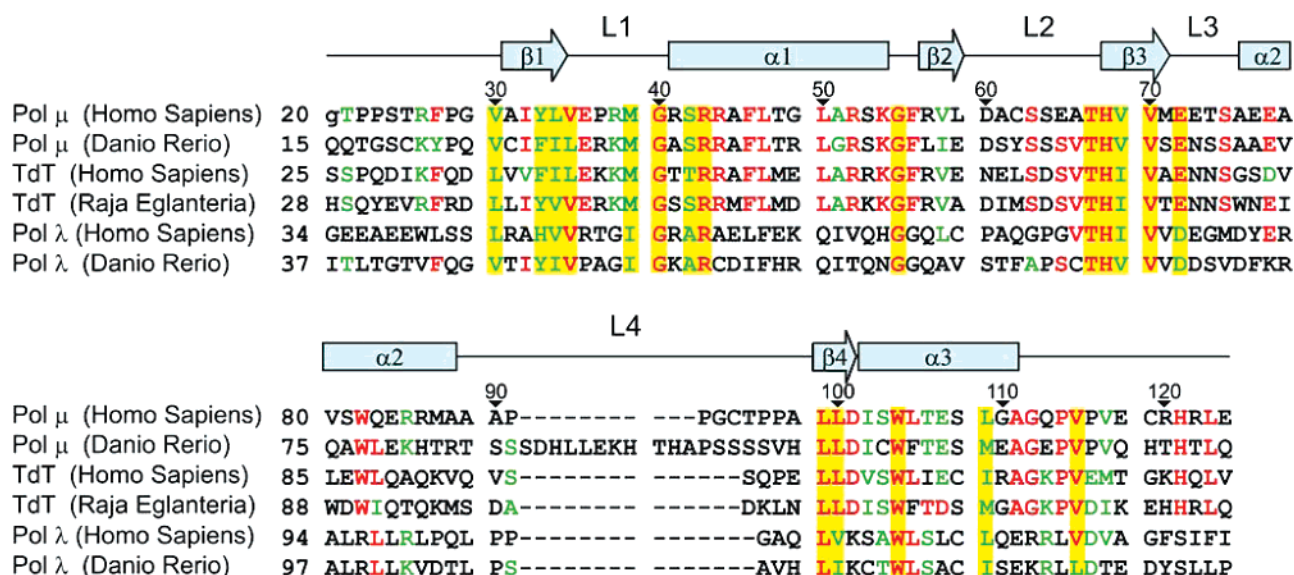 L1 L2 L3
β1 α1 β2 β3 α2
30 40 50 60 70
Pol μ (Homo Sapiens) 20 gTPPSTRFPG VAIYLVEPRM GRSRRAFLTG LARSKGFRVL DACSSEATHV VMEETSAEEA
Pol μ (Danio Rerio) 15 QQTGSCKYPQ VCIFILERKM GASRRAFLTR LGRSKGFLIE DSYSSSVTHV VSENNSAAEV
TdT (Homo Sapiens) 25 SSPQDIKFQD LVVFILEKKM GTTRRAFLME LARRKGFRVE NELSDSVTHI VAENNSGSDV
TdT (Raja Eglanteria) 28 HSQYEVRFRD LLIYVVERKM GSSRRMFLMD LARKKGFRVA DIMSDSVTHI VTENNSWNEI
Pol λ (Homo Sapiens) 34 GEEAEEWLSS LRAHVVRTGI GRARAELFEK QIVQHGGQLC PAQGPGVTHI VVDEGMDYER
Pol λ (Danio Rerio) 37 ITLTGTVFQG VTIYIVPAGI GKARCDIFHR QITQNGGQAV STFAPSCTHV VVDDSVDFKR
L4
α2 β4 α3
90 100 110 120
Pol μ (Homo Sapiens) 80 VSWQERRMAA AP-------- ---PGCTPPA LLDISWLTES LGAGQPVPVE CRHRLE
Pol μ (Danio Rerio) 75 QAWLEKHTRT SSSDHLLEKH THAPSSSSVH LLDICWFTES MEAGEPVPVQ HTHTLQ
TdT (Homo Sapiens) 85 LEWLQAQKVQ VS-------- ------SQPE LLDVSWLIEC IRAGKPVEMT GKHQLV
TdT (Raja Eglanteria) 88 WDWIQTQKMS DA-------- ------DKLN LLDISWFTDS MGAGKPVDIK EHHRLQ
Pol λ (Homo Sapiens) 94 ALRLLRLPQL PP-------- -------GAQ LVKSAWLSLC LQERRLVDVA GFSIFI
Pol λ (Danio Rerio) 97 ALRLLKVDTL PS-------- -------AVH LIKCTWLSAC ISEKRLLDTE DYSLLP